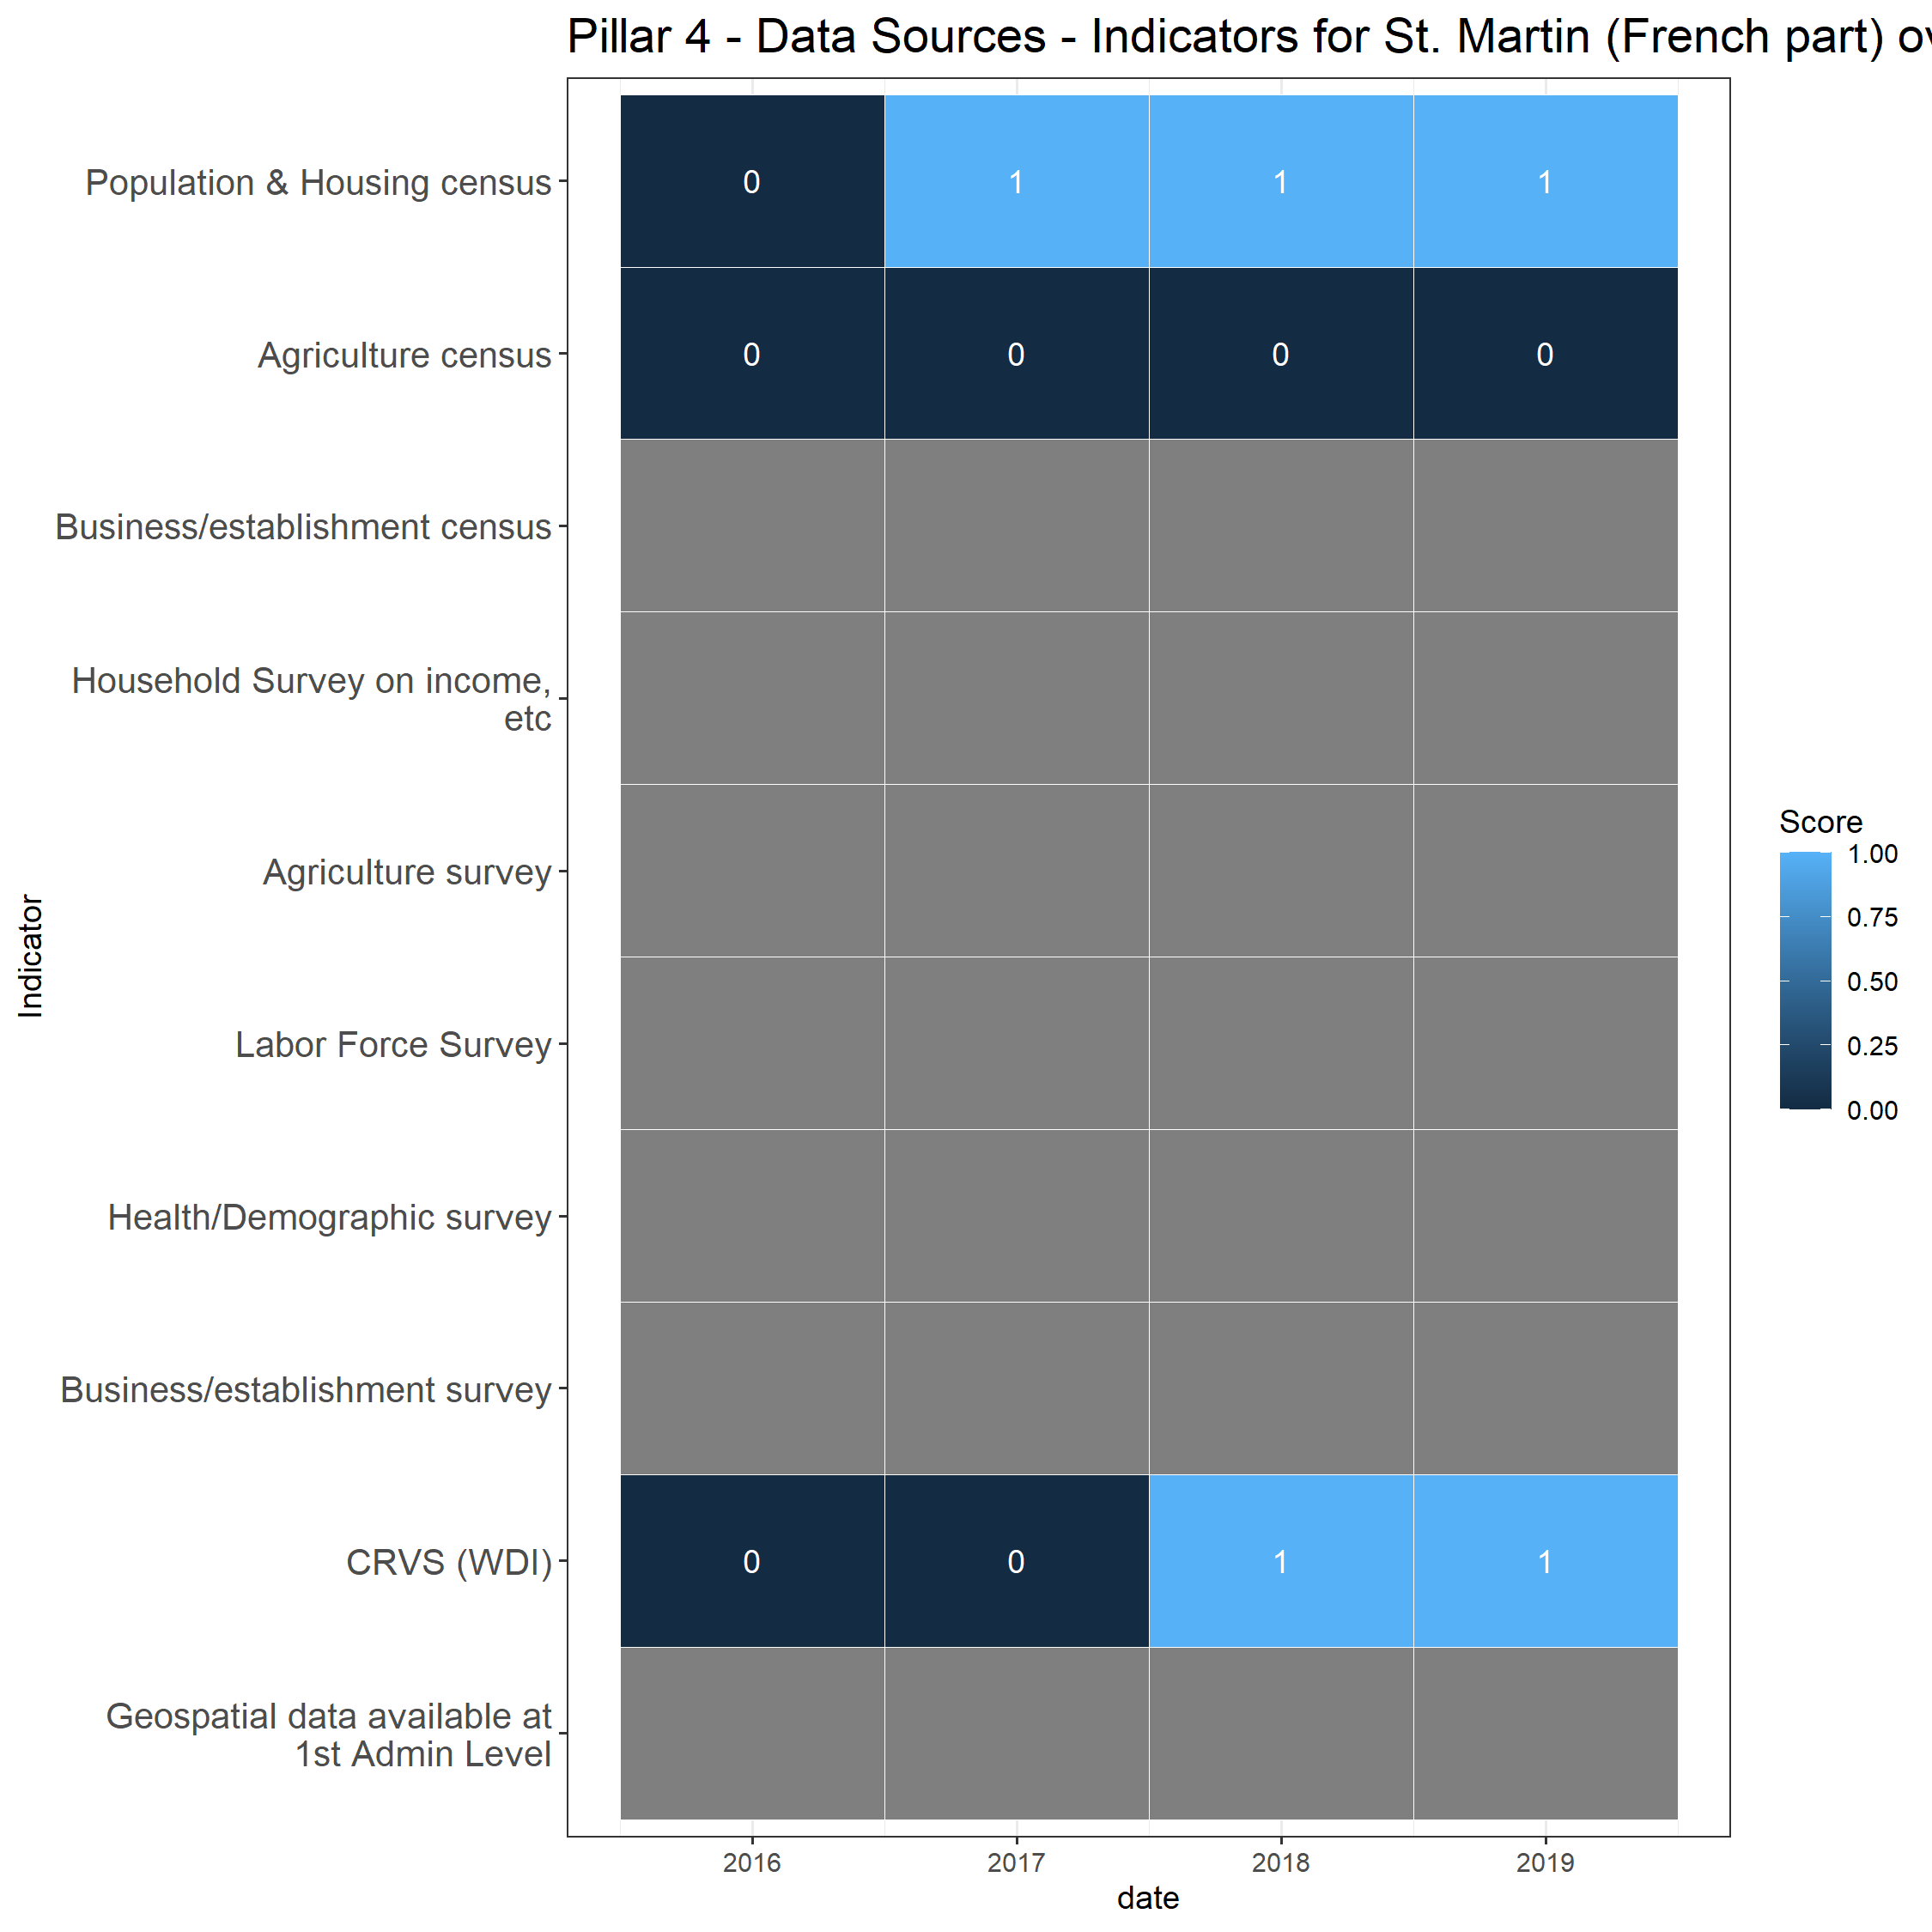 Pillar 4 - Data Sources - Indicators for St. Martin (French part) ov
Population & Housing census
0 1 1 1
Agriculture census
0 0 0 0
Business/establishment census
Household Survey on income,
etc
Agriculture survey
Labor Force Survey
Health/Demographic survey
Business/establishment survey
CRVS (WDI)
0 0 1 1
Geospatial data available at
1st Admin Level
Indicator
2016 2017 2018 2019
date
Score
1.00
0.75
0.50
0.25
0.00